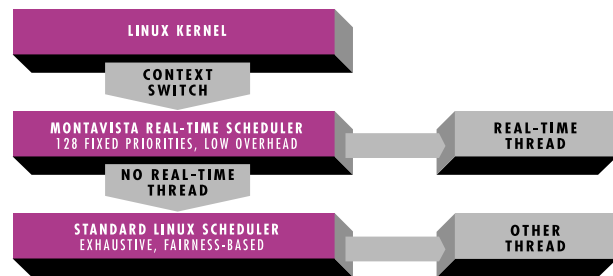 LINUX KERNEL
CONTEXT
SWITCH
MONTAVISTA REAL-TIME SCHEDULER
128 FIXED PRIORITIES, LOW OVERHEAD
REAL-TIME
THREAD
NO REAL-TIME
THREAD
STANDARD LINUX SCHEDULER
EXHAUSTIVE, FAIRNESS-BASED
OTHER
THREAD